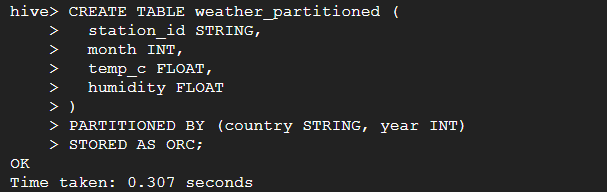 hive> CREATE TABLE weather_partitioned (
    >   station_id STRING,
    >   month INT,
    >   temp_c FLOAT,
    >   humidity FLOAT
    > )
    > PARTITIONED BY (country STRING, year INT)
    > STORED AS ORC;
OK
Time taken: 0.307 seconds